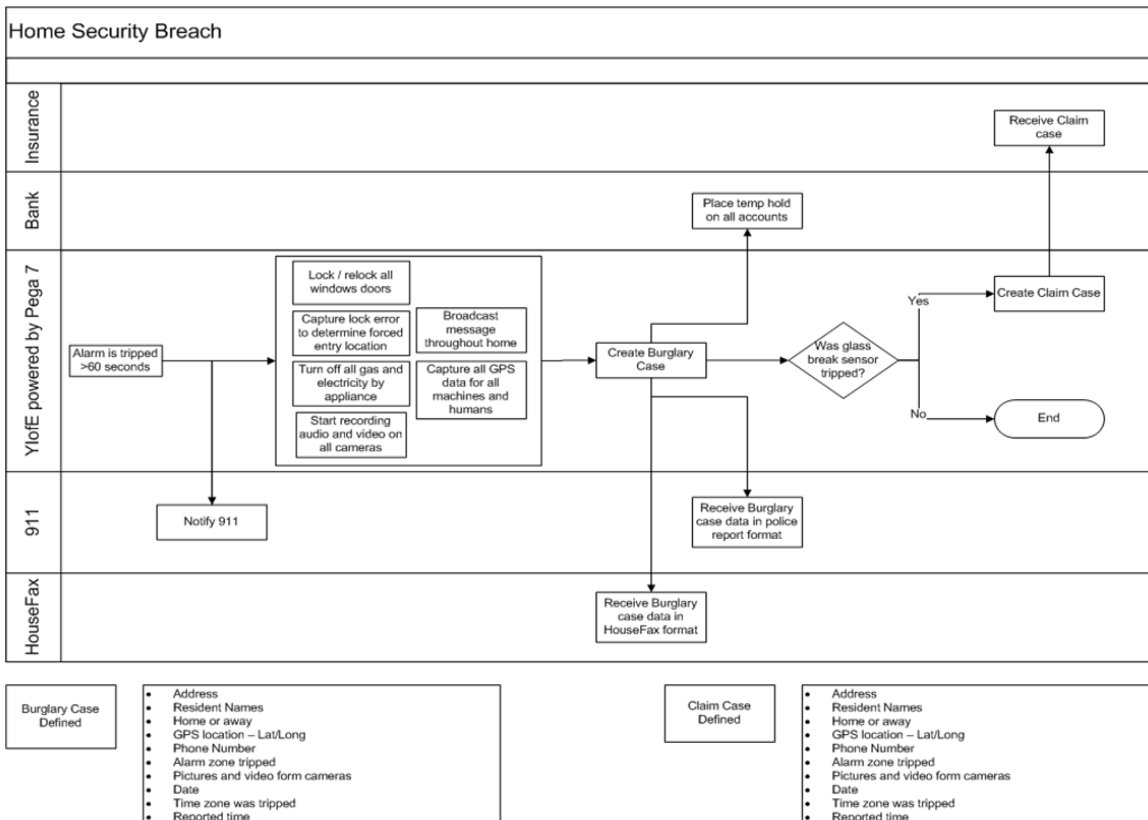 Home Security Breach
Insurance
Receive Claim
case
Bank
Place temp hold
on all accounts
YIofE powered by Pega 7
Alarm is tripped
>60 seconds
Lock / relock all
windows doors
Capture lock error
to determine forced
entry location
Turn off all gas and
electricity by
appliance
Start recording
audio and video on
all cameras
Broadcast
message
throughout home
Capture all GPS
data for all
machines and
humans
Create Burglary
Case
Was glass
break sensor
tripped?
Yes
Create Claim Case
No
End
911
Notify 911
Receive Burglary
case data in police
report format
HouseFax
Receive Burglary
case data in
HouseFax format
Burglary Case
Defined
• Address
• Resident Names
• Home or away
• GPS location – Lat/Long
• Phone Number
• Alarm zone tripped
• Pictures and video form cameras
• Date
• Time zone was tripped
• Reported time
Claim Case
Defined
• Address
• Resident Names
• Home or away
• GPS location – Lat/Long
• Phone Number
• Alarm zone tripped
• Pictures and video form cameras
• Date
• Time zone was tripped
• Reported time